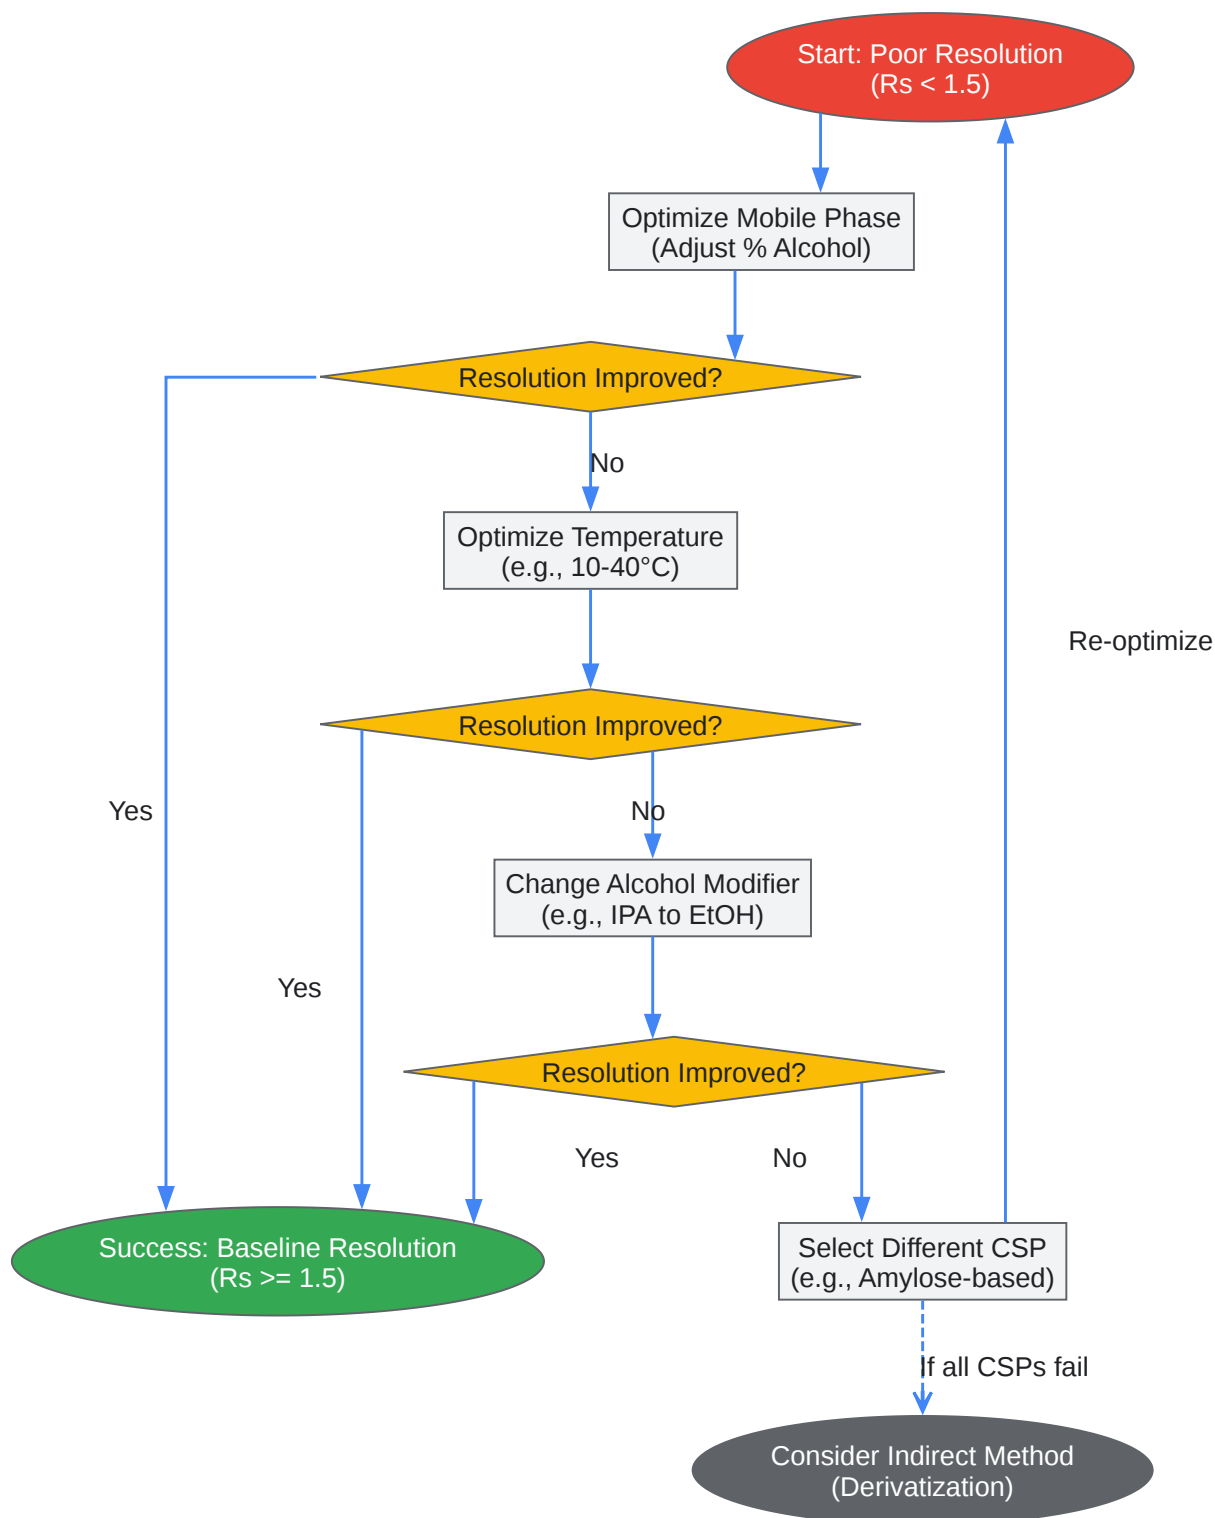 Start: Poor Resolution
(Rs < 1.5)
Optimize Mobile Phase
(Adjust % Alcohol)
Resolution Improved?
No
Optimize Temperature
(e.g., 10-40°C)
Re-optimize
Resolution Improved?
Yes
No
Change Alcohol Modifier
(e.g., IPA to EtOH)
Yes
Resolution Improved?
Yes
No
Success: Baseline Resolution
(Rs >= 1.5)
Select Different CSP
(e.g., Amylose-based)
If all CSPs fail
Consider Indirect Method
(Derivatization)